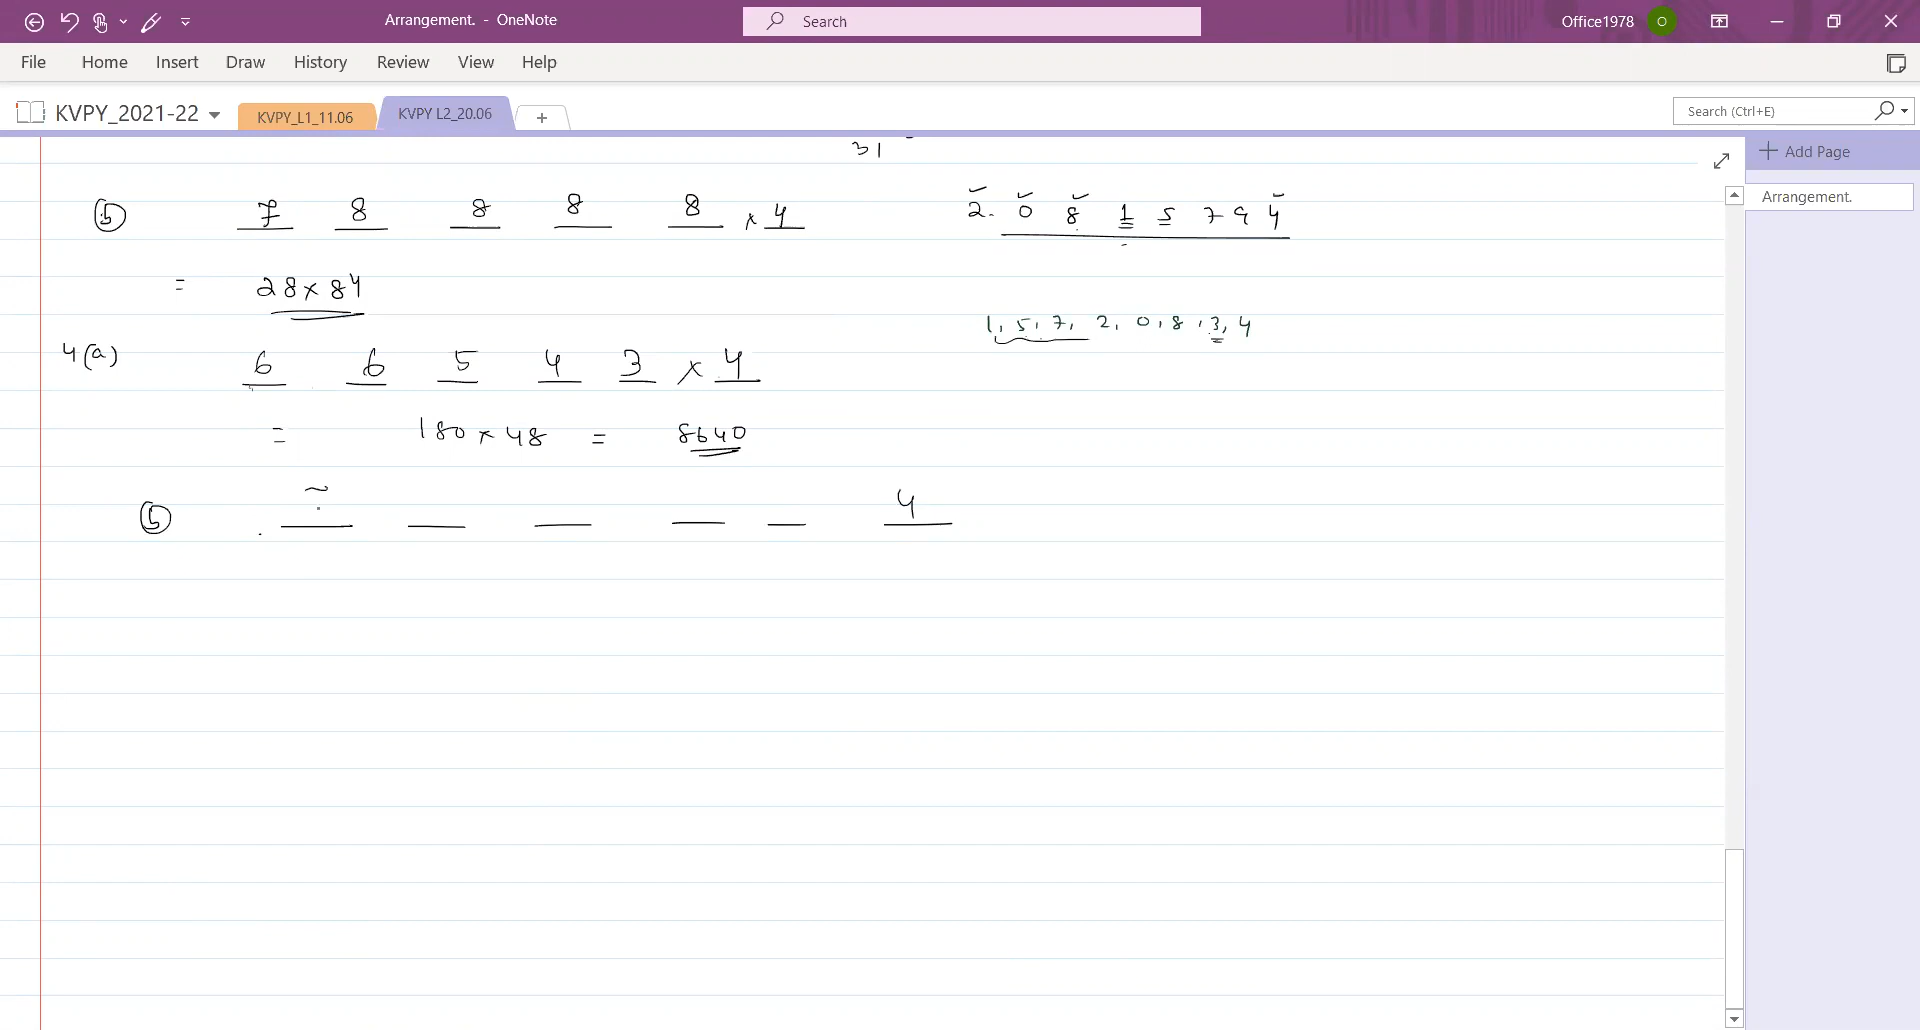 Arrangement. - OneNote
Search
Office1978
O
File Home Insert Draw History Review View Help
KVPY_2021-22
KVPY_L1_11.06
KVPY L2_20.06
+
Search (Ctrl+E)
Add Page
Arrangement.
31
(b) 7 8 8 8 8 × 4
2. 0 8 1 5 7 9 4
= 28×8⁴
1, 5, 7, 2, 0, 8, 3, 4
4(a) 6 6 5 4 3 × 4
= 180×48 = 8640
(b) 4